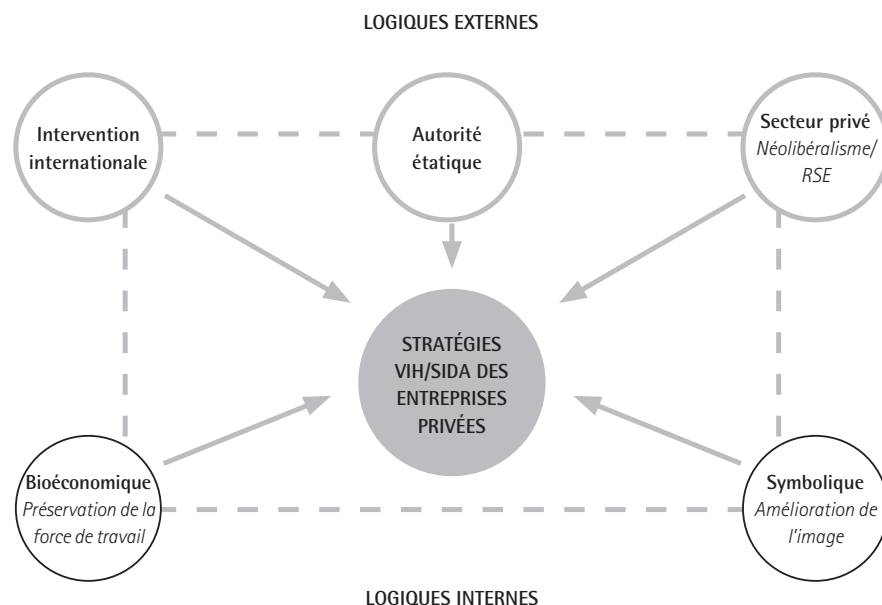 LOGIQUES EXTERNES
Intervention
internationale
Autorité
étatique
Secteur privé
Néolibéralisme/
RSE
STRATÉGIES
VIH/SIDA DES
ENTREPRISES
PRIVÉES
Bioéconomique
Préservation de la
force de travail
Symbolique
Amélioration de
l'image
LOGIQUES INTERNES